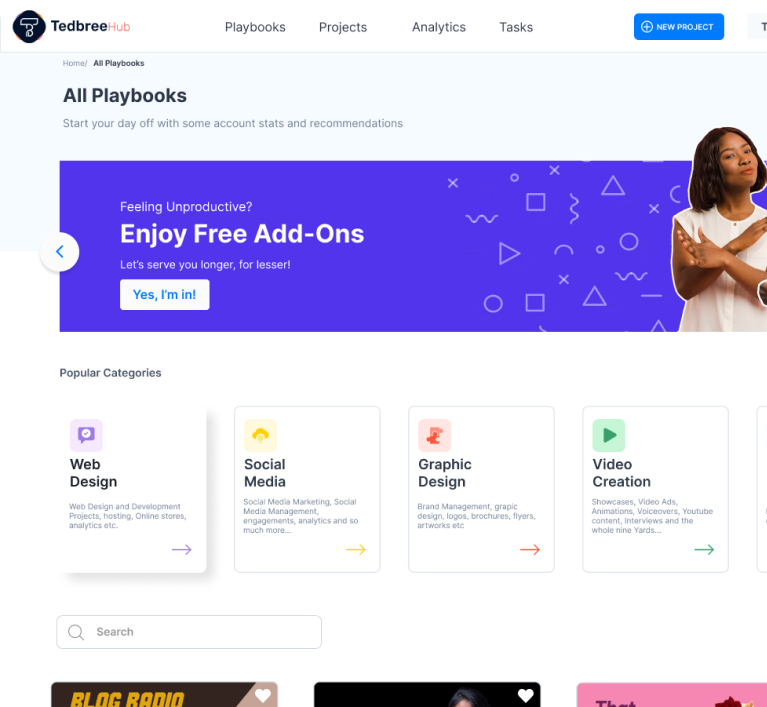 TedbreeHub
Playbooks Projects Analytics Tasks
NEW PROJECT
Home/ All Playbooks
All Playbooks
Start your day off with some account stats and recommendations
Feeling Unproductive?
Enjoy Free Add-Ons
Let's serve you longer, for lesser!
Yes, I'm in!
Popular Categories
Web
Design
Web Design and Development
Projects, hosting, Online stores,
analytics etc.
Social
Media
Social Media Marketing, Social
Media Management,
engagements, analytics and so
much more...
Graphic
Design
Brand Management, grapic
design, logos, brochures, flyers,
artworks etc
Video
Creation
Showcases, Video Ads,
Animations, Voiceovers, Youtube
content, Interviews and the
whole nine Yards...
Search
BLOG RADIO
That